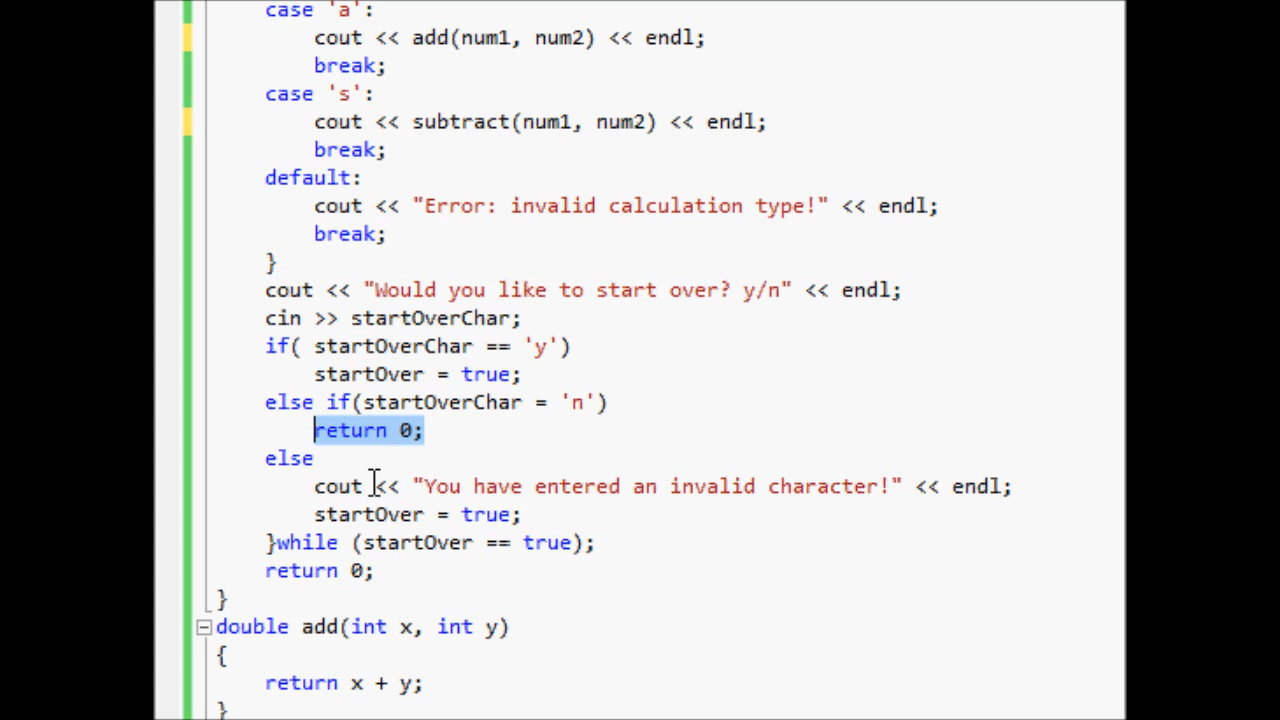 case 'a':
cout << add(num1, num2) << endl;
break;
case 's':
cout << subtract(num1, num2) << endl;
break;
default:
cout << "Error: invalid calculation type!" << endl;
break;
}
cout << "Would you like to start over? y/n" << endl;
cin >> startOverChar;
if( startOverChar == 'y')
startOver = true;
else if(startOverChar = 'n')
return 0;
else
cout << "You have entered an invalid character!" << endl;
startOver = true;
}while (startOver == true);
return 0;
}
double add(int x, int y)
{
return x + y;
}